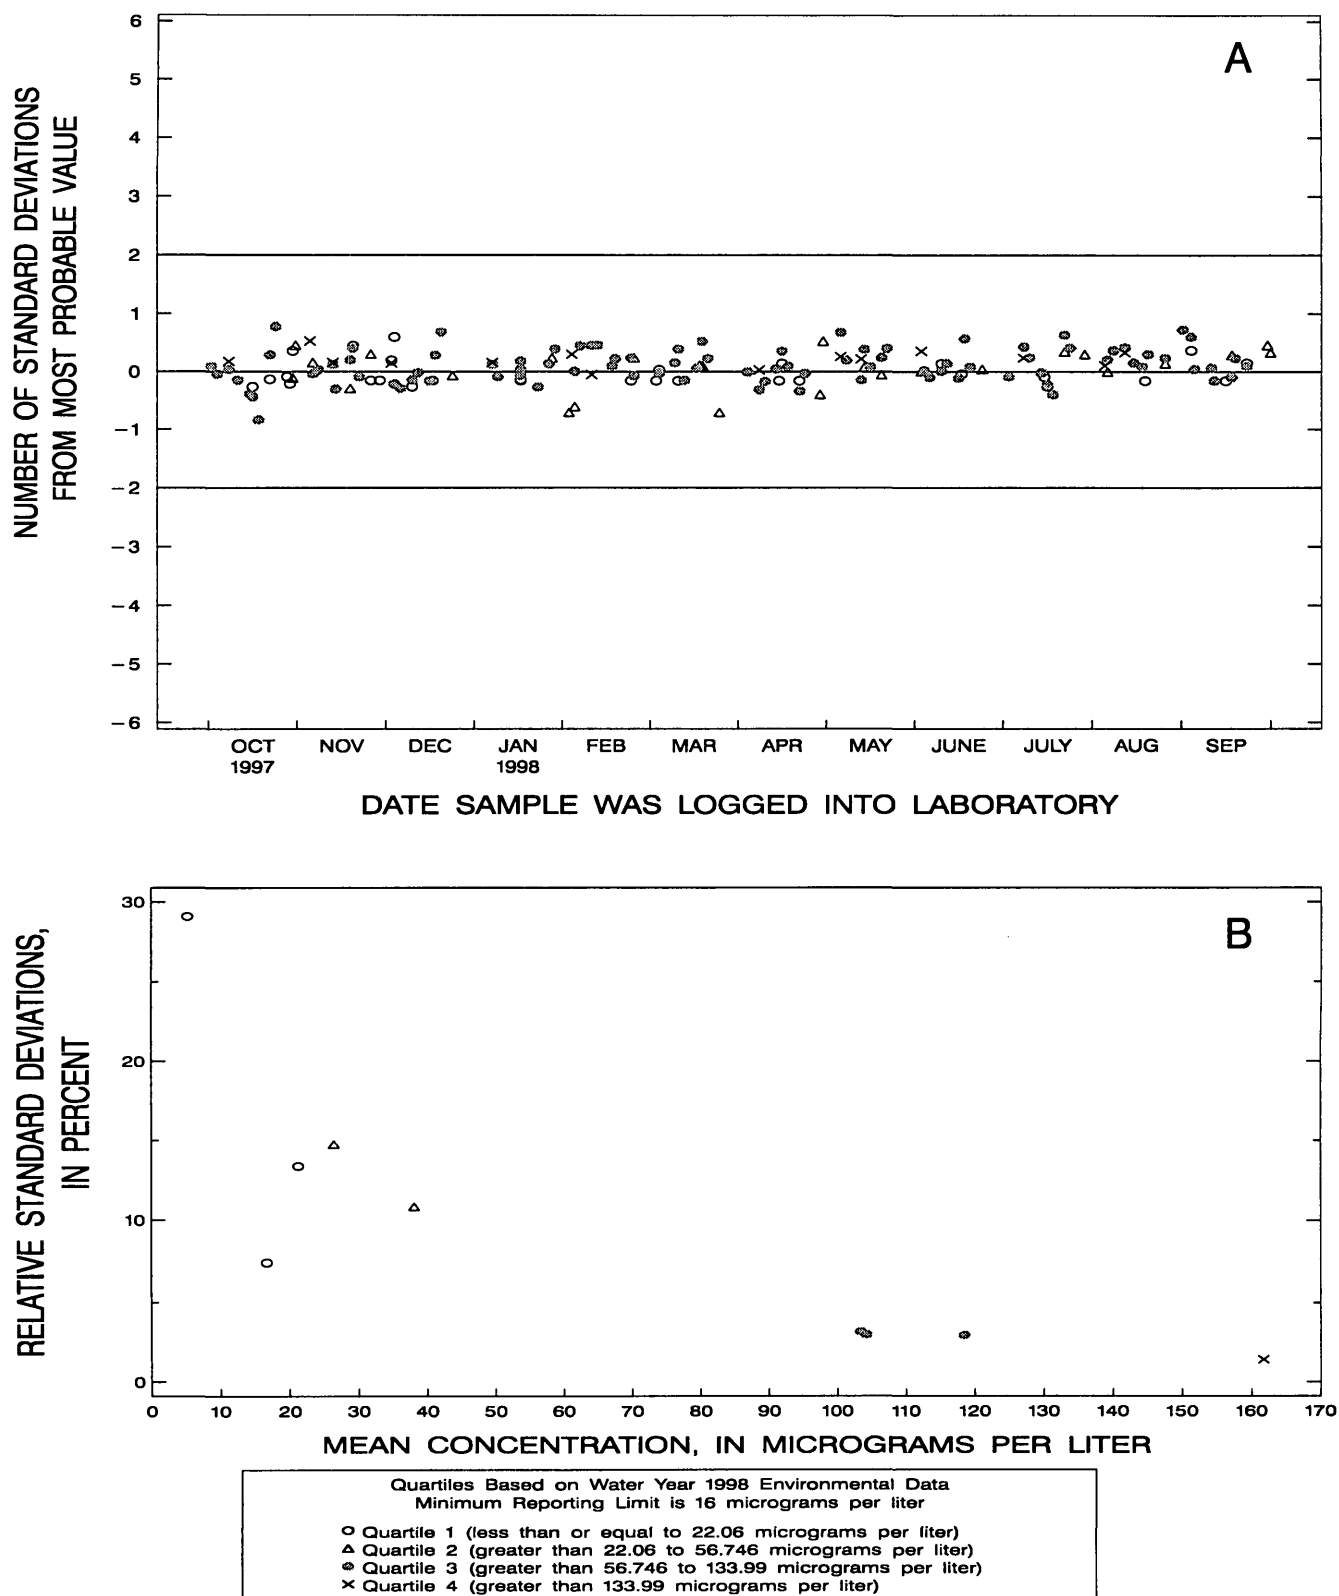 A
NUMBER OF STANDARD DEVIATIONS
FROM MOST PROBABLE VALUE
6
5
4
3
2
1
0
−1
−2
−3
−4
−5
−6
OCT NOV DEC JAN FEB MAR APR MAY JUNE JULY AUG SEP
1997 1998
DATE SAMPLE WAS LOGGED INTO LABORATORY
B
RELATIVE STANDARD DEVIATIONS,
IN PERCENT
30
20
10
0
0 10 20 30 40 50 60 70 80 90 100 110 120 130 140 150 160 170
MEAN CONCENTRATION, IN MICROGRAMS PER LITER
Quartiles Based on Water Year 1998 Environmental Data
Minimum Reporting Limit is 16 micrograms per liter
Quartile 1 (less than or equal to 22.06 micrograms per liter)
Quartile 2 (greater than 22.06 to 56.746 micrograms per liter)
Quartile 3 (greater than 56.746 to 133.99 micrograms per liter)
Quartile 4 (greater than 133.99 micrograms per liter)